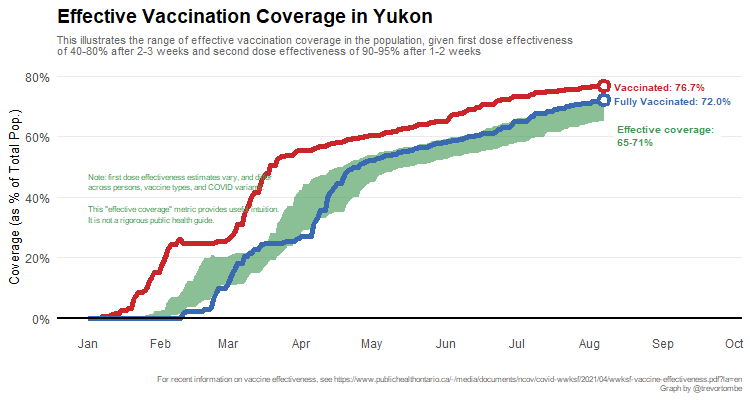 Effective Vaccination Coverage in Yukon
This illustrates the range of effective vaccination coverage in the population, given first dose effectiveness
of 40-80% after 2-3 weeks and second dose effectiveness of 90-95% after 1-2 weeks
Coverage (as % of Total Pop.)
80%
60%
40%
20%
0%
Vaccinated: 76.7%
Fully Vaccinated: 72.0%
Effective coverage:
65-71%
Note: first dose effectiveness estimates vary, and differ
across persons, vaccine types, and COVID variants.
This "effective coverage" metric provides useful intuition.
It is not a rigorous public health guide.
Jan Feb Mar Apr May Jun Jul Aug Sep Oct
For recent information on vaccine effectiveness, see https://www.publichealthontario.ca/-/media/documents/ncov/covid-wwksf/2021/04/wwksf-vaccine-effectiveness.pdf?la=en
Graph by @trevortombe